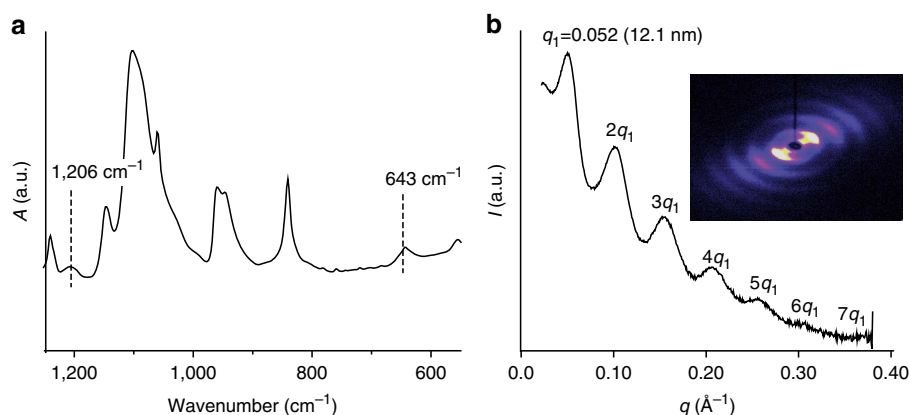 a
1,206 cm⁻¹
643 cm⁻¹
A (a.u.)
1,200
1,000
800
600
Wavenumber (cm⁻¹)
b
q₁=0.052 (12.1 nm)
2q₁
3q₁
4q₁
5q₁
6q₁
7q₁
I (a.u.)
0.0
0.10
0.20
0.30
0.40
q (Å⁻¹)